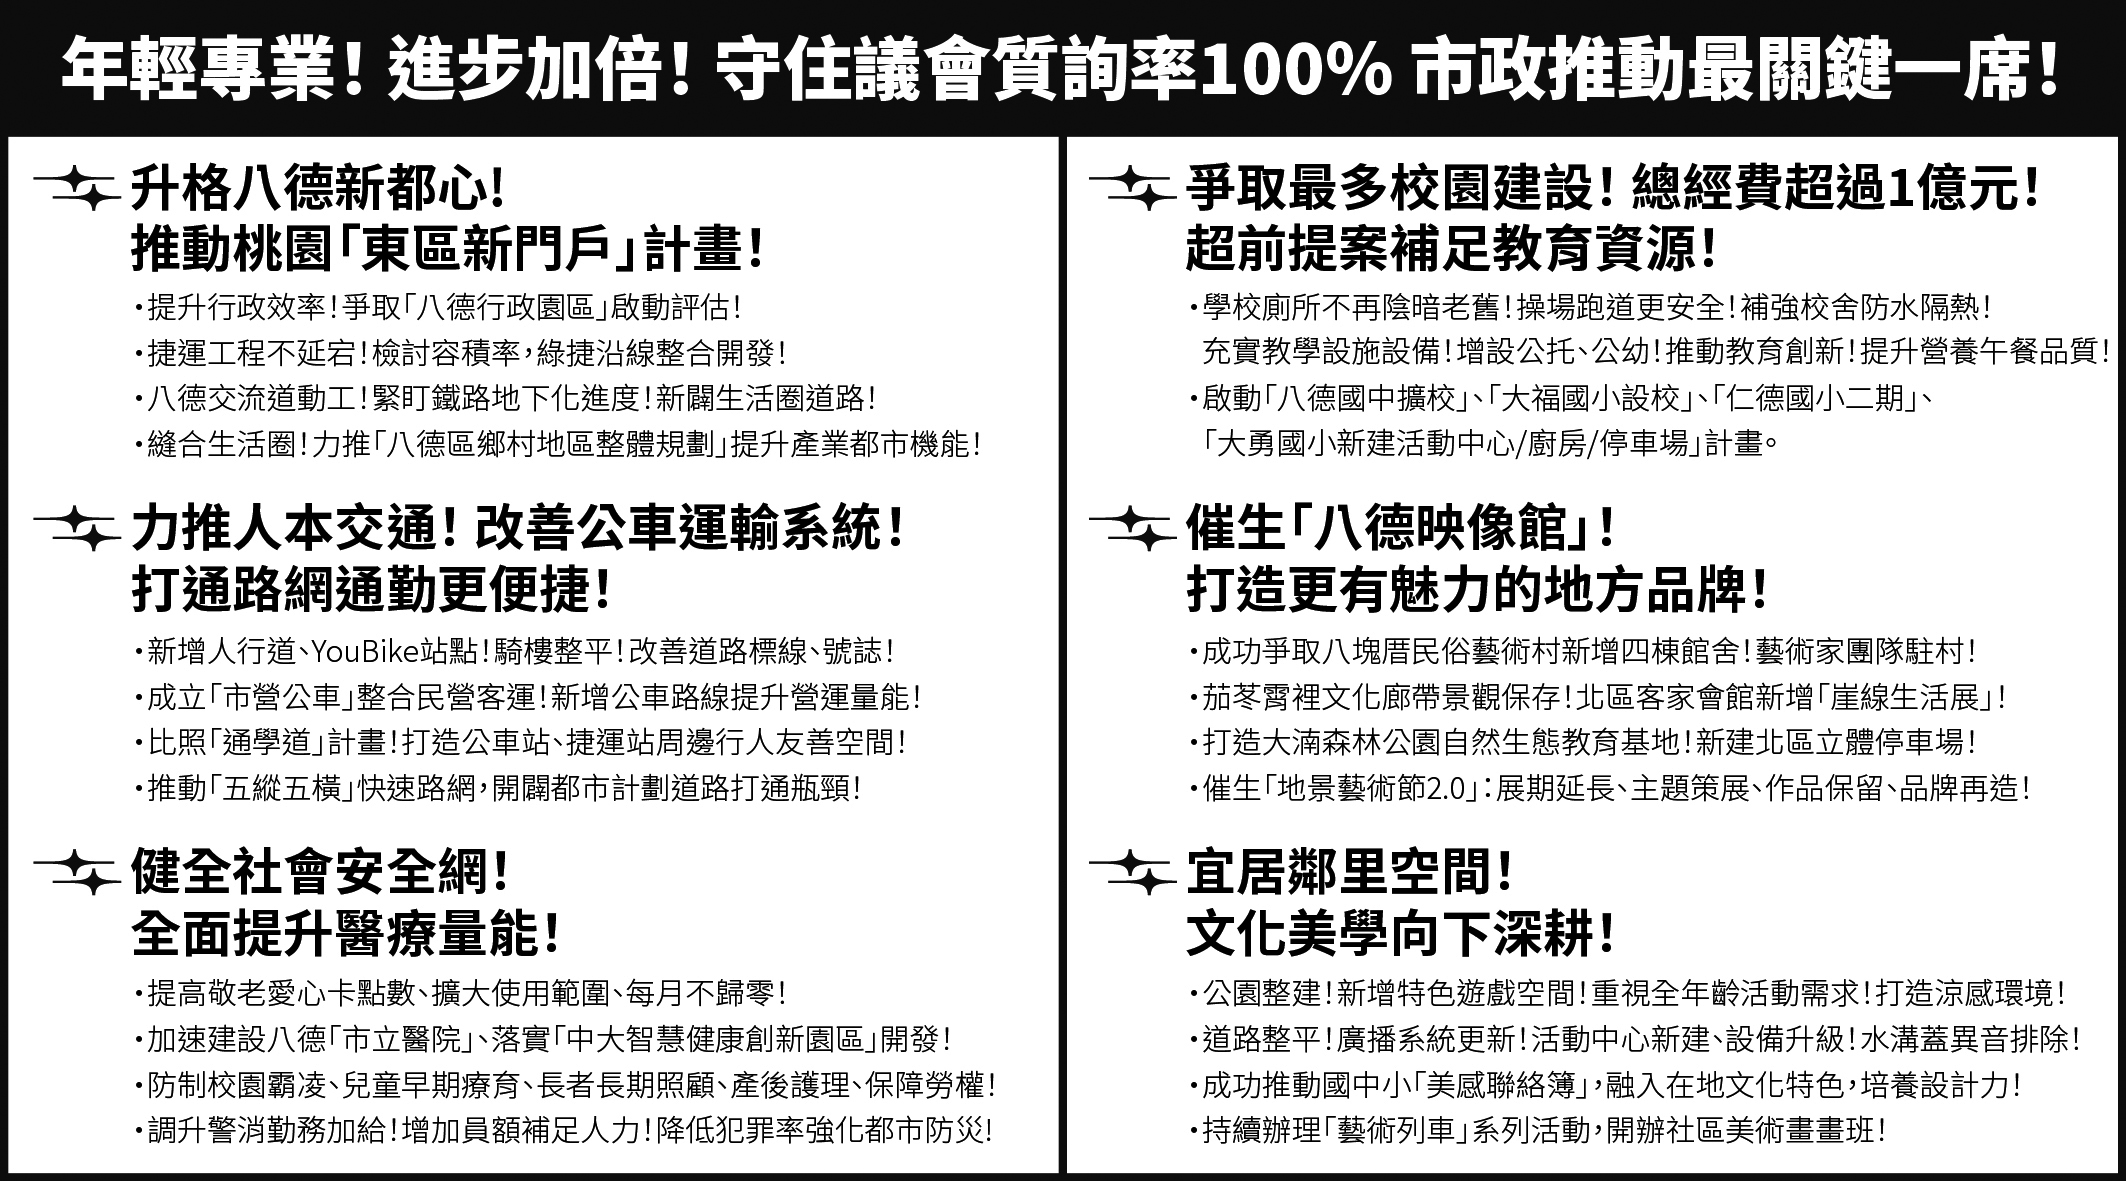 年輕專業！進步加倍！守住議會質詢率100% 市政推動最關鍵一席！
升格八德新都心！
推動桃園「東區新門戶」計畫！
・提升行政效率！爭取「八德行政園區」啟動評估！
・捷運工程不延宕！檢討容積率，綠捷沿線整合開發！
・八德交流道動工！緊盯鐵路地下化進度！新闢生活圈道路！
・縫合生活圈！力推「八德區鄉村地區整體規劃」提升產業都市機能！
力推人本交通！改善公車運輸系統！
打通路網通勤更便捷！
・新增人行道、YouBike站點！騎樓整平！改善道路標線、號誌！
・成立「市營公車」整合民營客運！新增公車路線提升營運量能！
・比照「通學道」計畫！打造公車站、捷運站周邊行人友善空間！
・推動「五縱五橫」快速路網，開闢都市計劃道路打通瓶頸！
健全社會安全網！
全面提升醫療量能！
・提高敬老愛心卡點數、擴大使用範圍、每月不歸零！
・加速建設八德「市立醫院」、落實「中大智慧健康創新園區」開發！
・防制校園霸凌、兒童早期療育、長者長期照顧、產後護理、保障勞權！
・調升警消勤務加給！增加員額補足人力！降低犯罪率強化都市防災!
爭取最多校園建設！總經費超過1億元！
超前提案補足教育資源！
・學校廁所不再陰暗老舊！操場跑道更安全！補強校舍防水隔熱！
充實教學設施設備！增設公托、公幼！推動教育創新！提升營養午餐品質！
・啟動「八德國中擴校」、「大福國小設校」、「仁德國小二期」、
「大勇國小新建活動中心/廚房/停車場」計畫。
催生「八德映像館」！
打造更有魅力的地方品牌！
・成功爭取八塊厝民俗藝術村新增四棟館舍！藝術家團隊駐村！
・茄苳霄裡文化廊帶景觀保存！北區客家會館新增「崖線生活展」！
・打造大湳森林公園自然生態教育基地！新建北區立體停車場！
・催生「地景藝術節2.0」：展期延長、主題策展、作品保留、品牌再造！
宜居鄰里空間！
文化美學向下深耕！
・公園整建！新增特色遊戲空間！重視全年齡活動需求！打造涼感環境！
・道路整平！廣播系統更新！活動中心新建、設備升級！水溝蓋異音排除！
・成功推動國中小「美感聯絡簿」，融入在地文化特色，培養設計力！
・持續辦理「藝術列車」系列活動，開辦社區美術畫畫班！